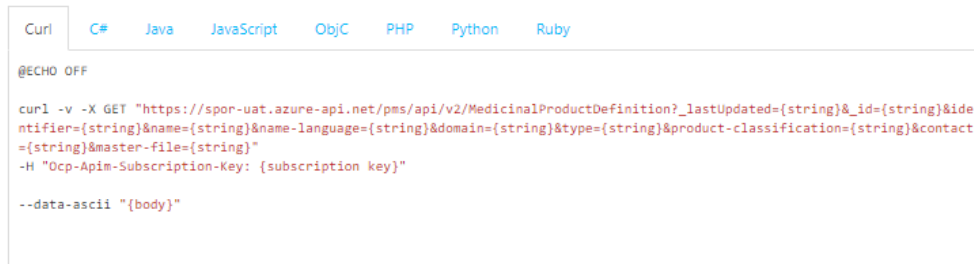 Curl C# Java JavaScript ObjC PHP Python Ruby
@ECHO OFF
curl -v -X GET "https://spor-uat.azure-api.net/pms/api/v2/MedicinalProductDefinition?_lastUpdated={string}&_id={string}&ide
ntifier={string}&name={string}&name-language={string}&domain={string}&type={string}&product-classification={string}&contact
={string}&master-file={string}"
-H "Ocp-Apim-Subscription-Key: {subscription key}"
--data-ascii "{body}"